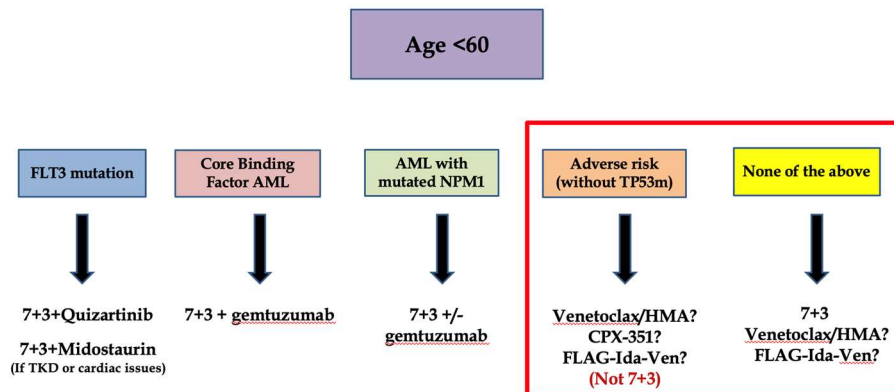 Age <60
FLT3 mutation
Core Binding
Factor AML
AML with
mutated NPM1
Adverse risk
(without TP53m)
None of the above
7+3+Quizartinib
7+3+Midostaurin
(If TKD or cardiac issues)
7+3 + gemtuzumab
7+3 +/-
gemtuzumab
Venetoclax/HMA?
CPX-351?
FLAG-Ida-Ven?
(Not 7+3)
7+3
Venetoclax/HMA?
FLAG-Ida-Ven?